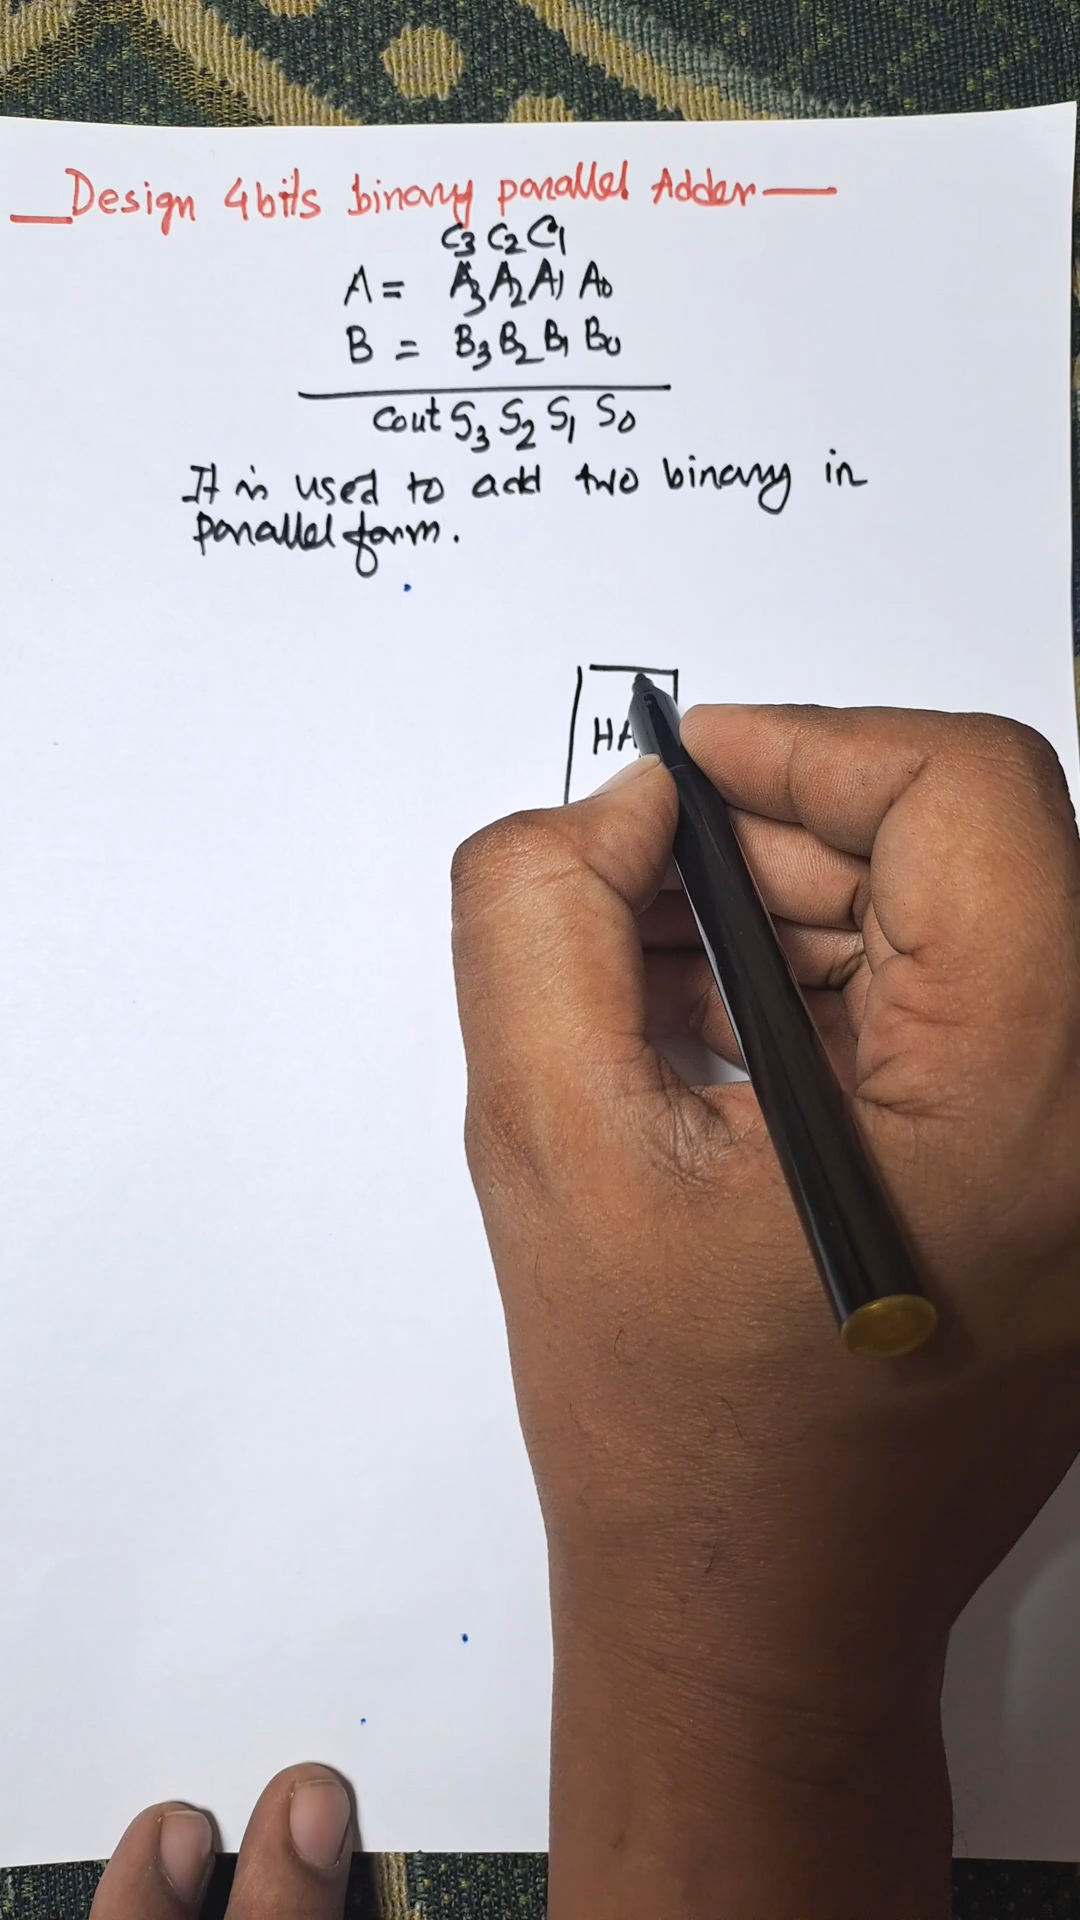 Design 4bits binary parallel Adder
C3 C2 C1
A = A3 A2 A1 A0
B = B3 B2 B1 B0
Cout S3 S2 S1 S0
It is used to add two binary in
parallel form.
HA